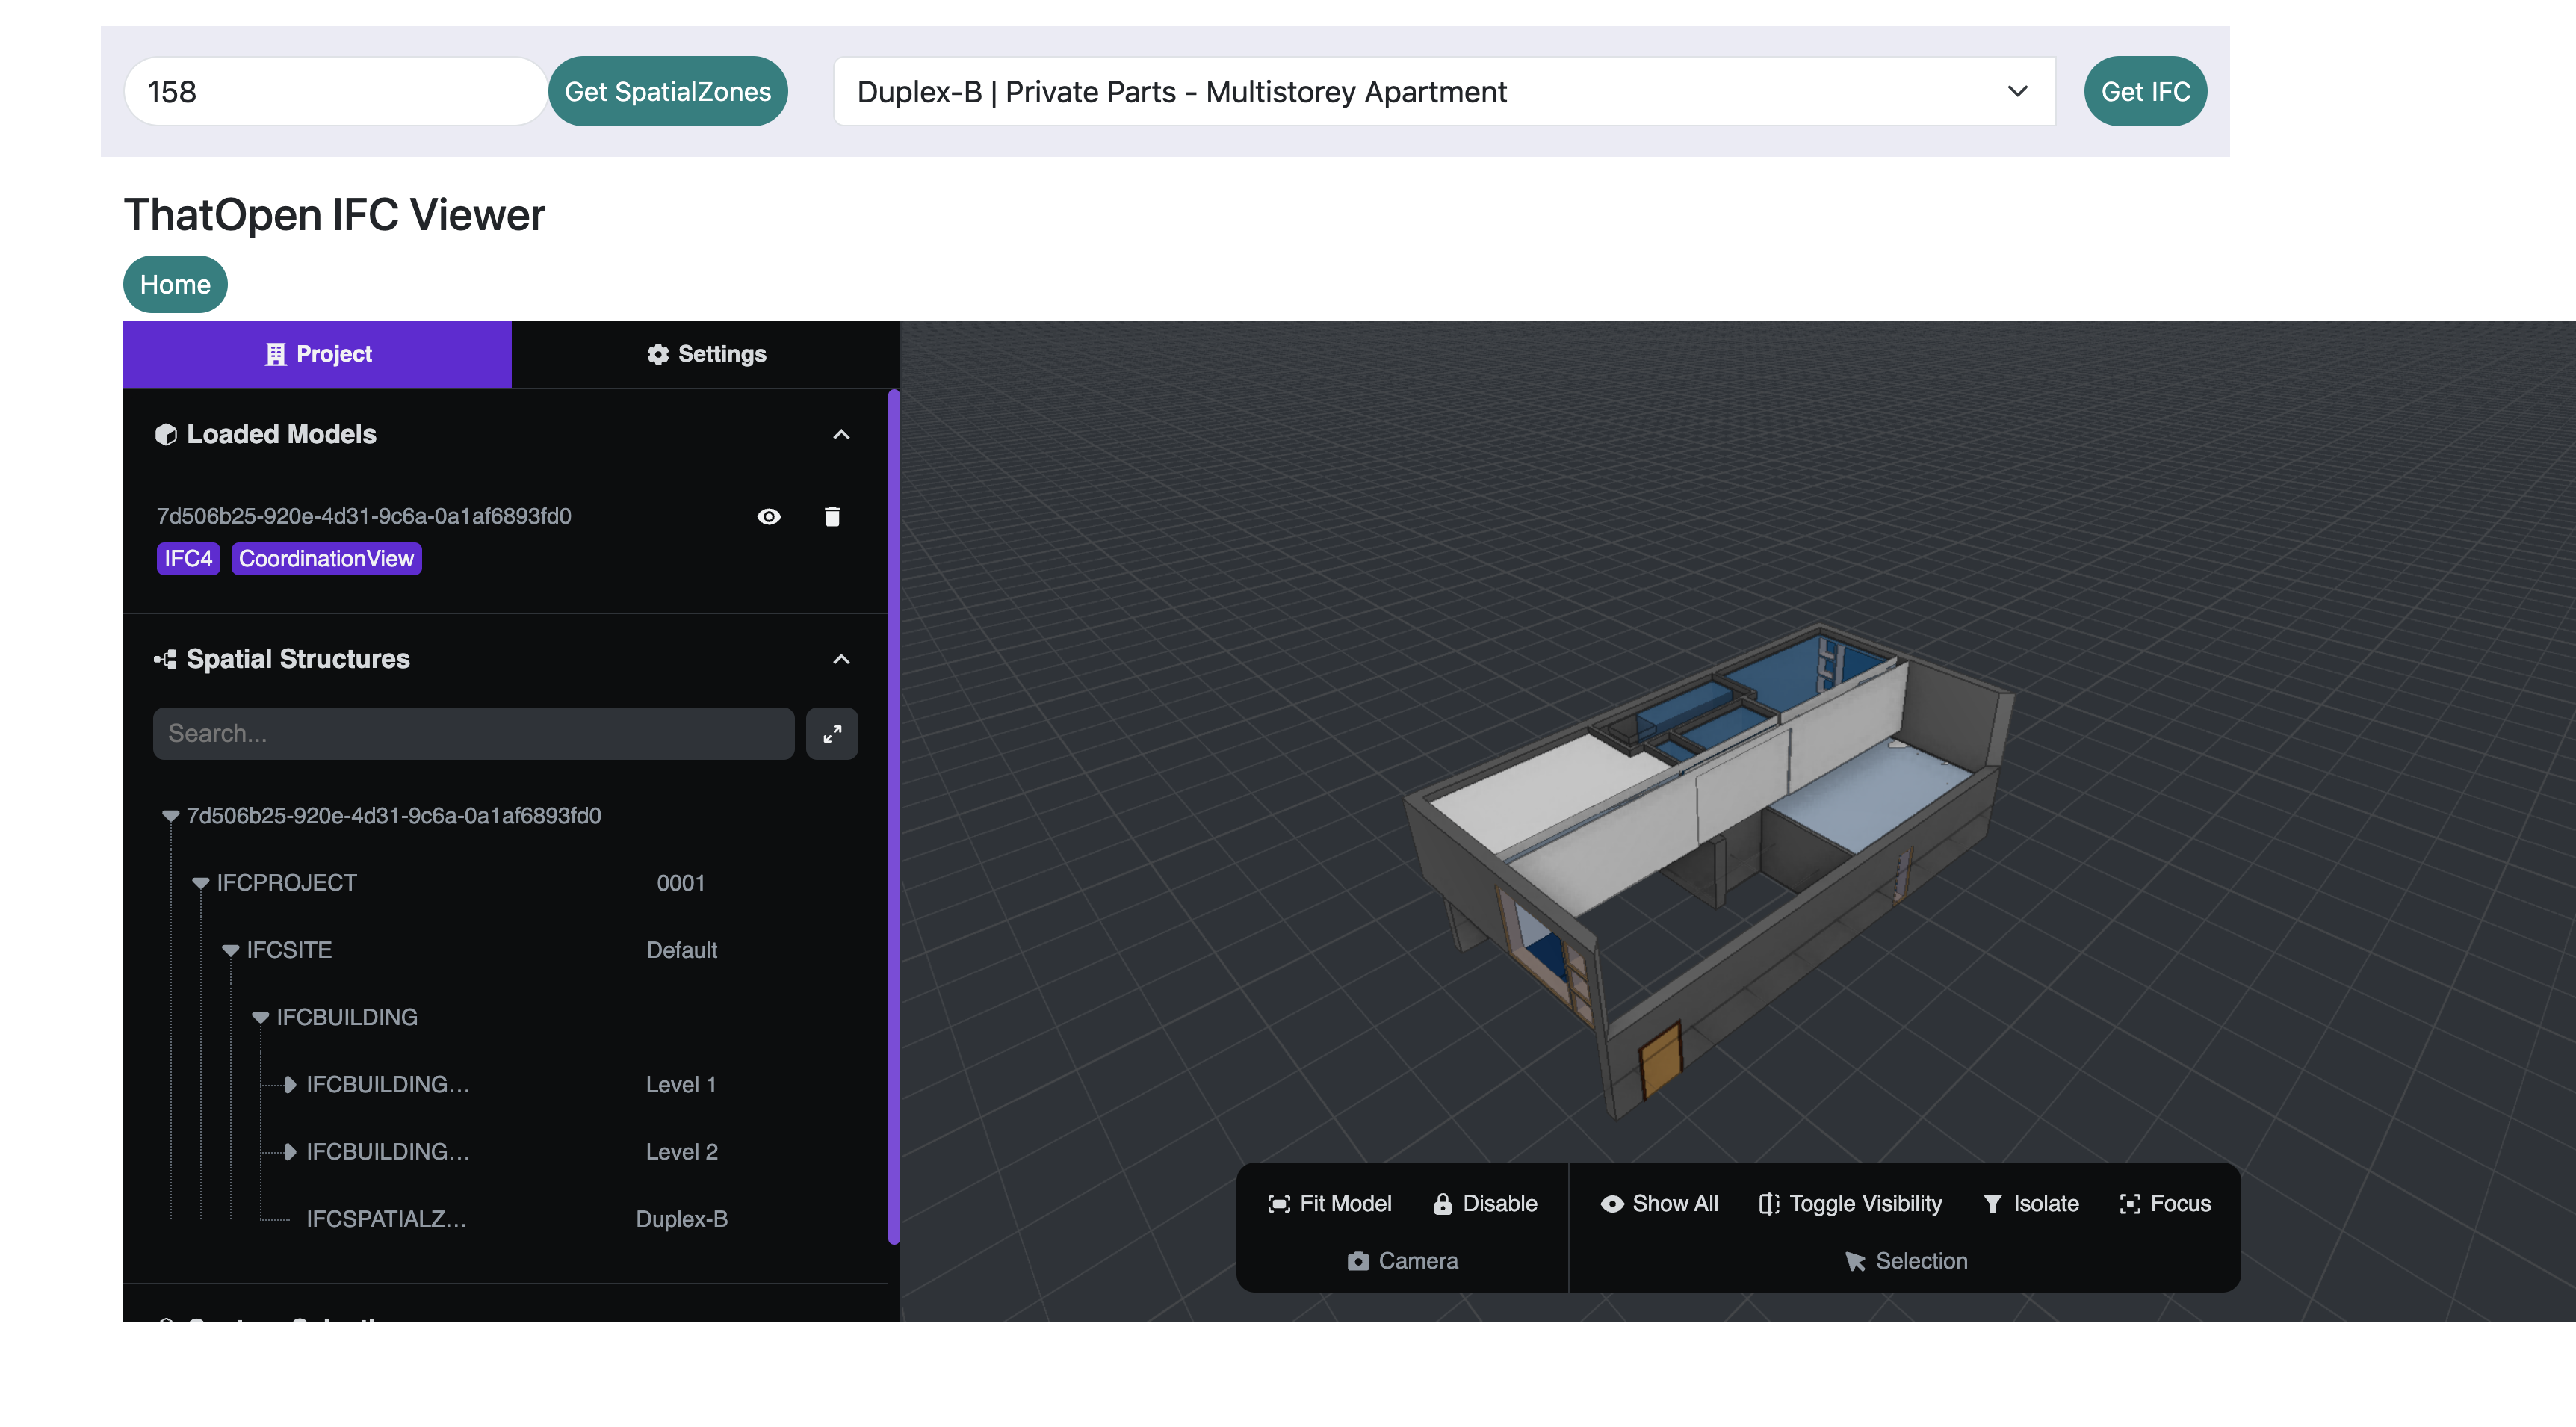 158 Get SpatialZones Duplex-B | Private Parts - Multistorey Apartment Get IFC
ThatOpen IFC Viewer
Home
Project Settings
Loaded Models
7d506b25-920e-4d31-9c6a-0a1af6893fd0
IFC4 CoordinationView
Spatial Structures
Search...
7d506b25-920e-4d31-9c6a-0a1af6893fd0
IFCPROJECT 0001
IFCSITE Default
IFCBUILDING
IFCBUILDING... Level 1
IFCBUILDING... Level 2
IFCSPATIALZ... Duplex-B
Fit Model Disable Show All Toggle Visibility Isolate Focus
Camera Selection